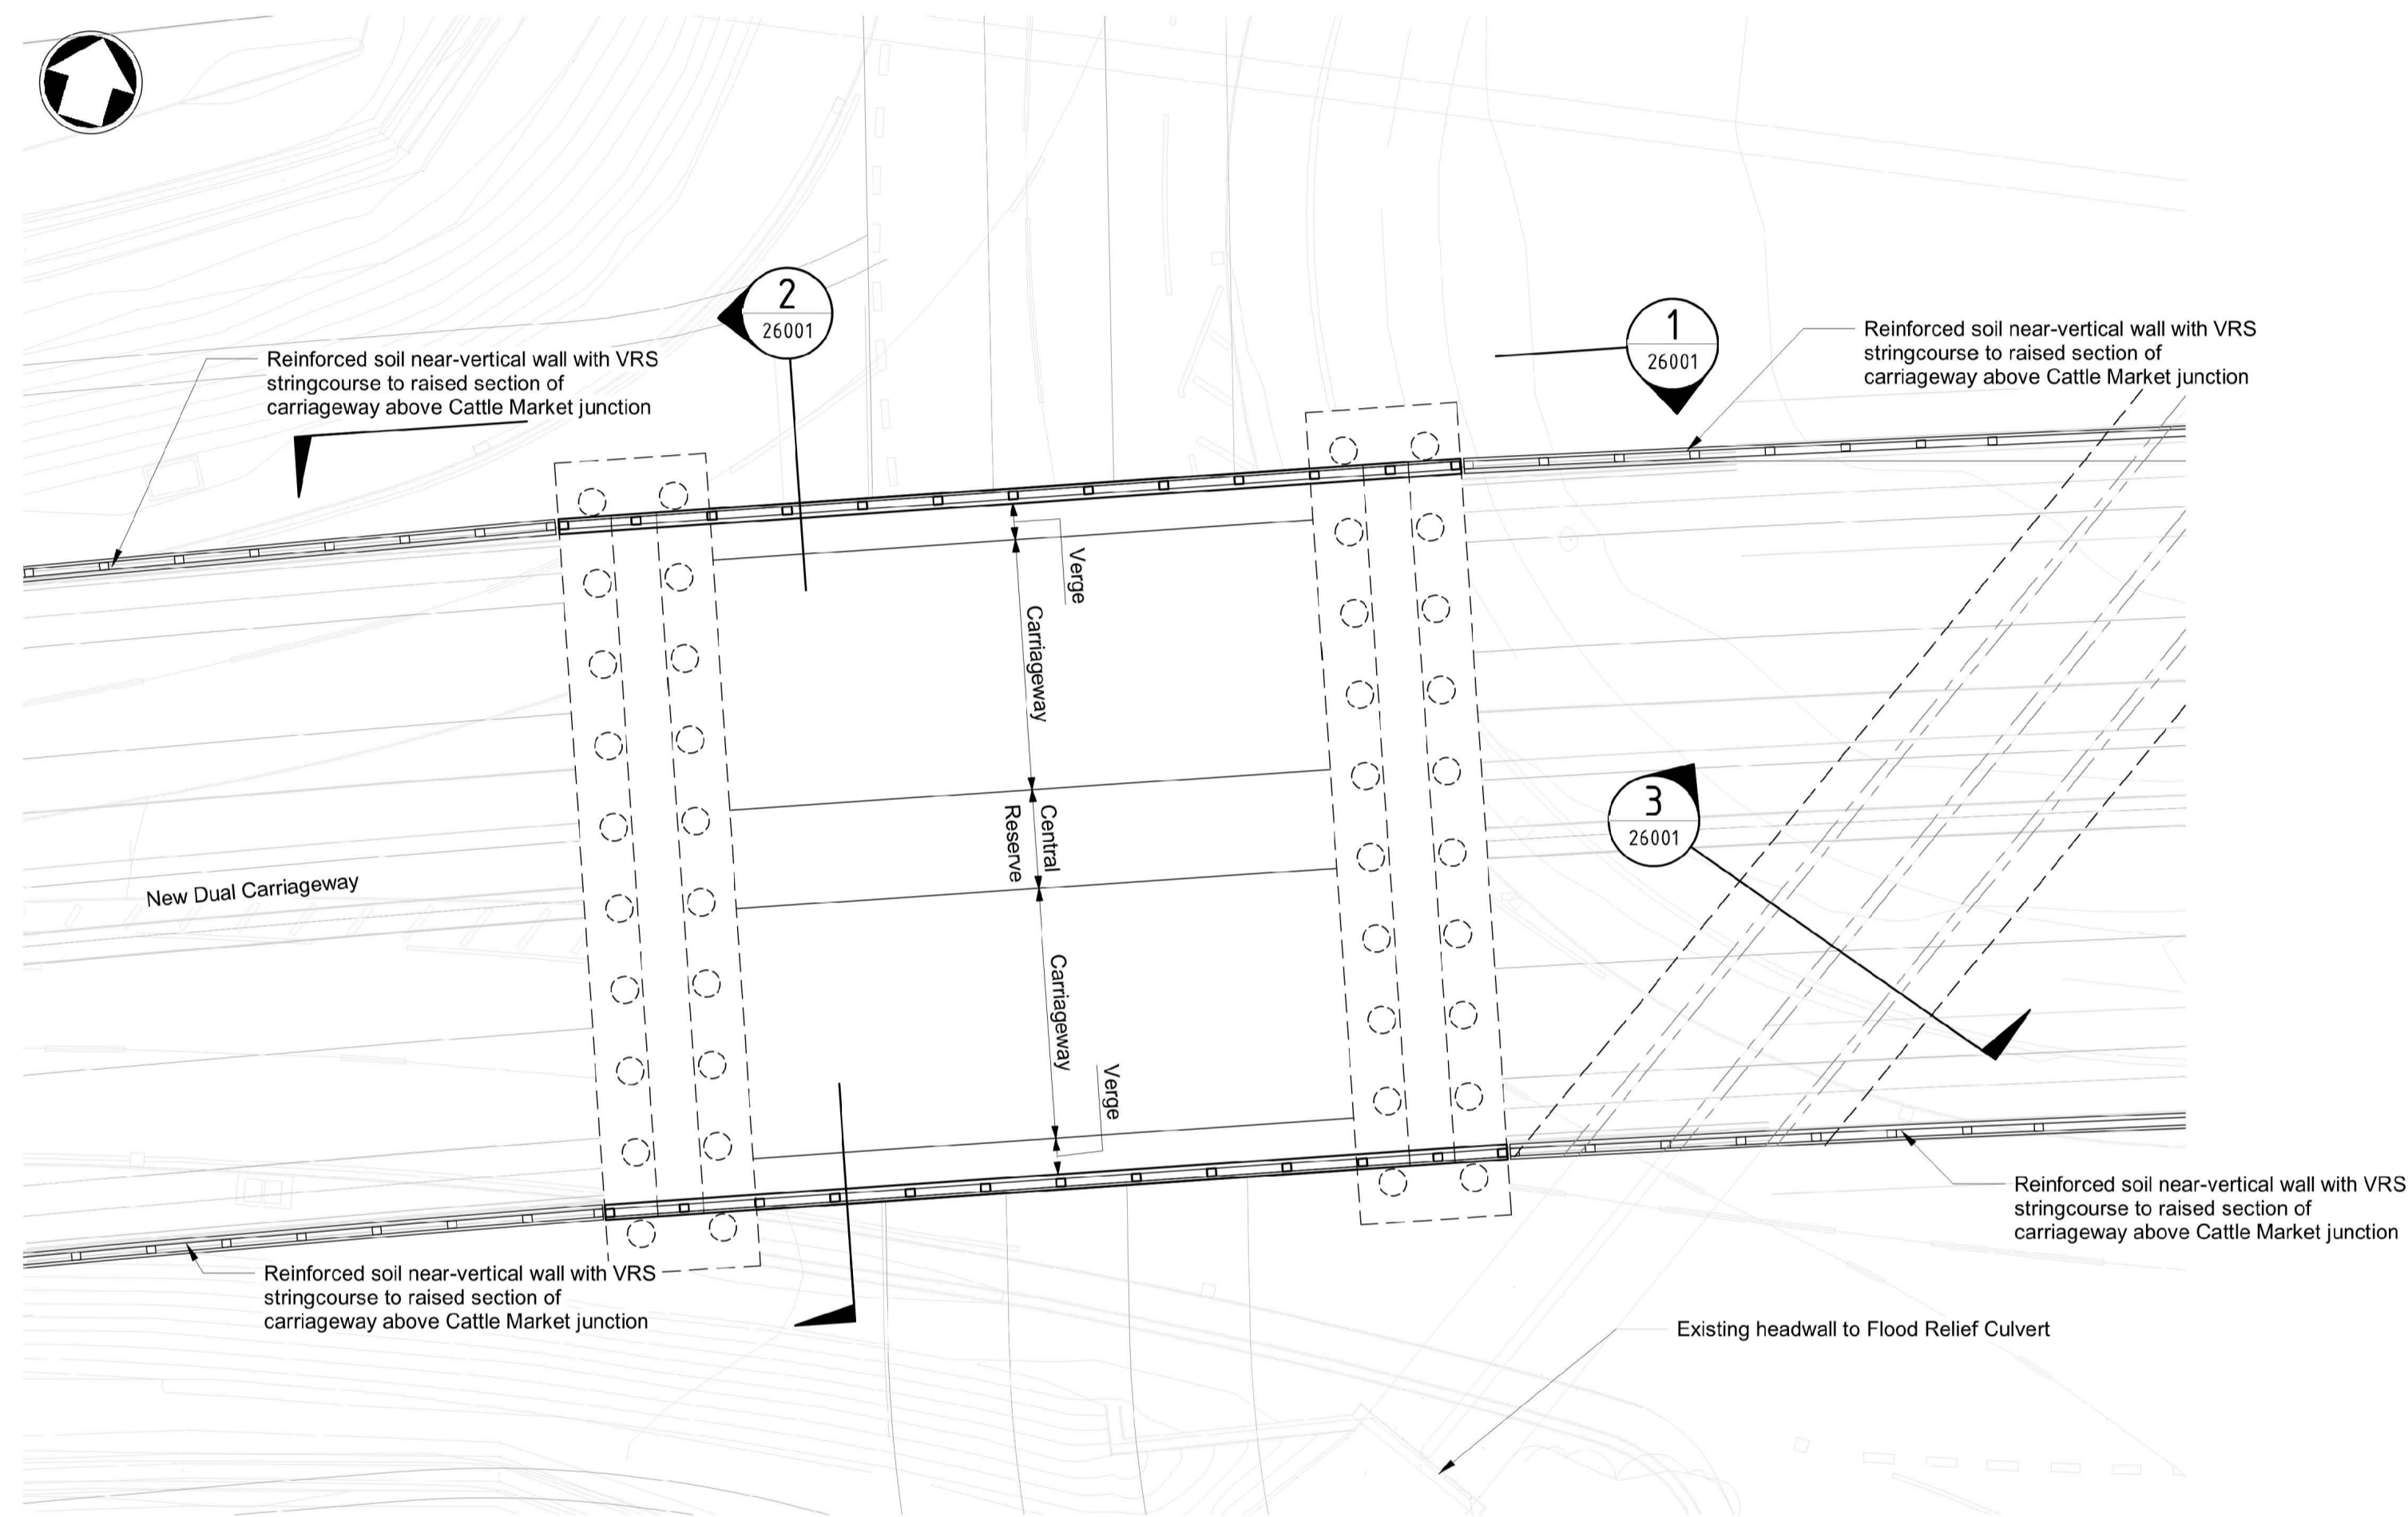 2
26001
1
26001
Reinforced soil near-vertical wall with VRS
stringcourse to raised section of
carriageway above Cattle Market junction
Reinforced soil near-vertical wall with VRS
stringcourse to raised section of
carriageway above Cattle Market junction
Verge
Carriageway
Central
Reserve
3
26001
New Dual Carriageway
Carriageway
Verge
Reinforced soil near-vertical wall with VRS
stringcourse to raised section of
carriageway above Cattle Market junction
Reinforced soil near-vertical wall with VRS
stringcourse to raised section of
carriageway above Cattle Market junction
Existing headwall to Flood Relief Culvert